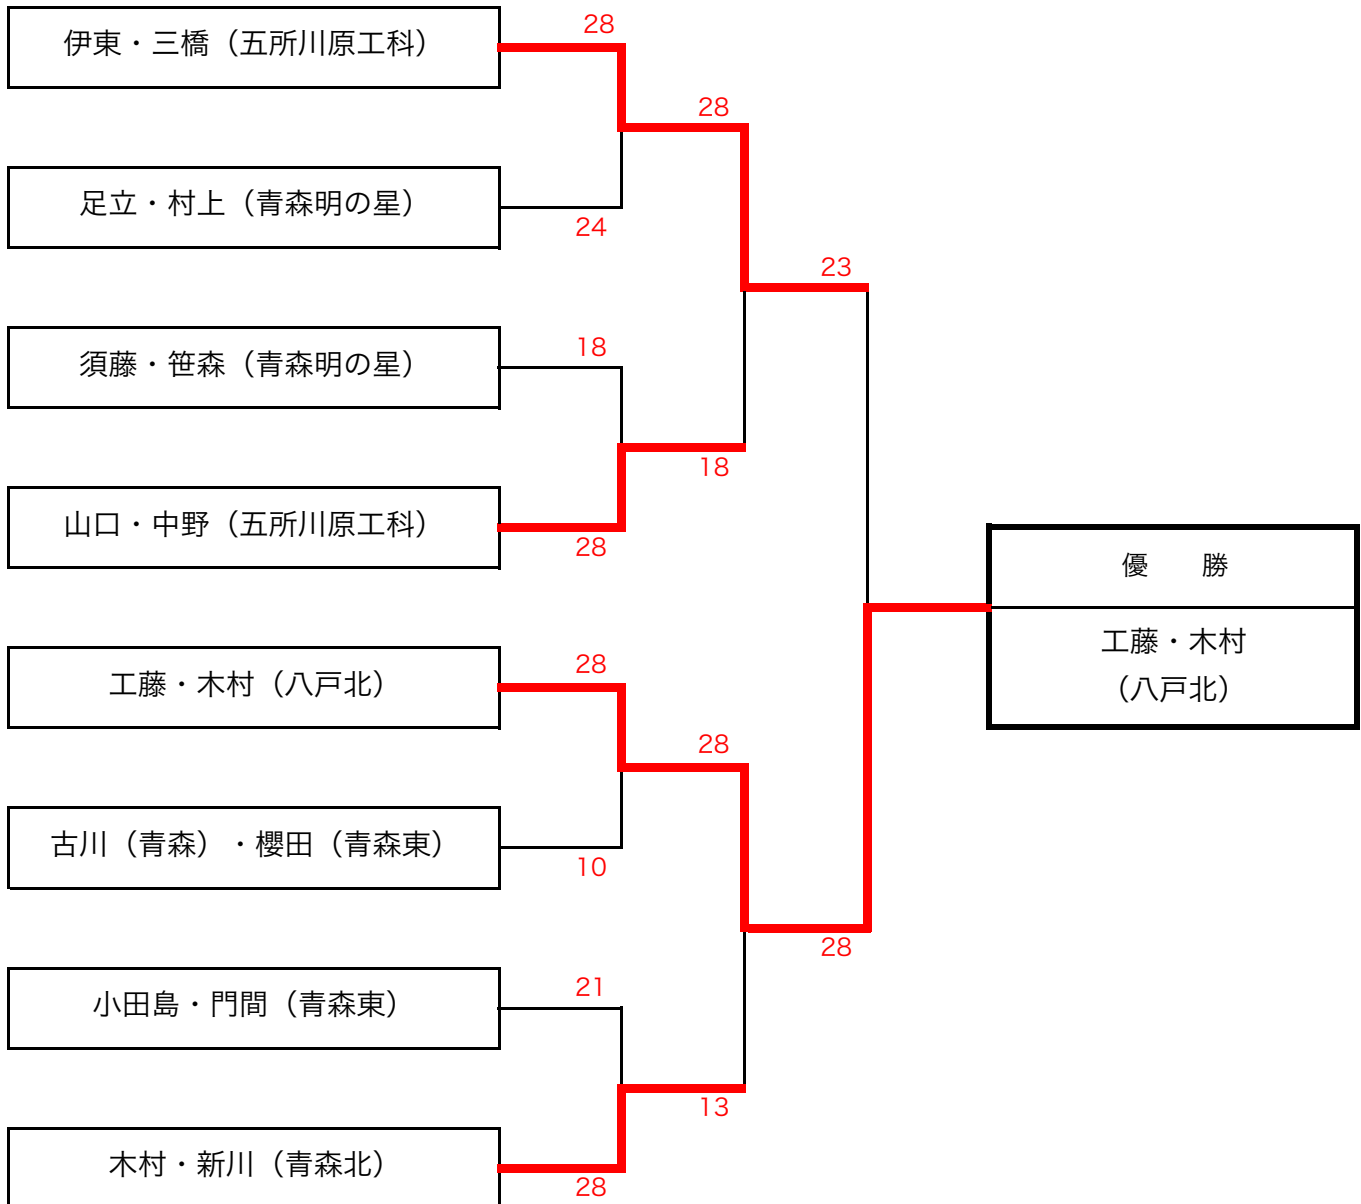 28
伊東・三橋（五所川原工科）
28
足立・村上（青森明の星）
24
23
18
須藤・笹森（青森明の星）
18
山口・中野（五所川原工科）
28
優　勝
工藤・木村
（八戸北）
28
工藤・木村（八戸北）
28
古川（青森）・櫻田（青森東）
10
28
21
小田島・門間（青森東）
13
木村・新川（青森北）
28